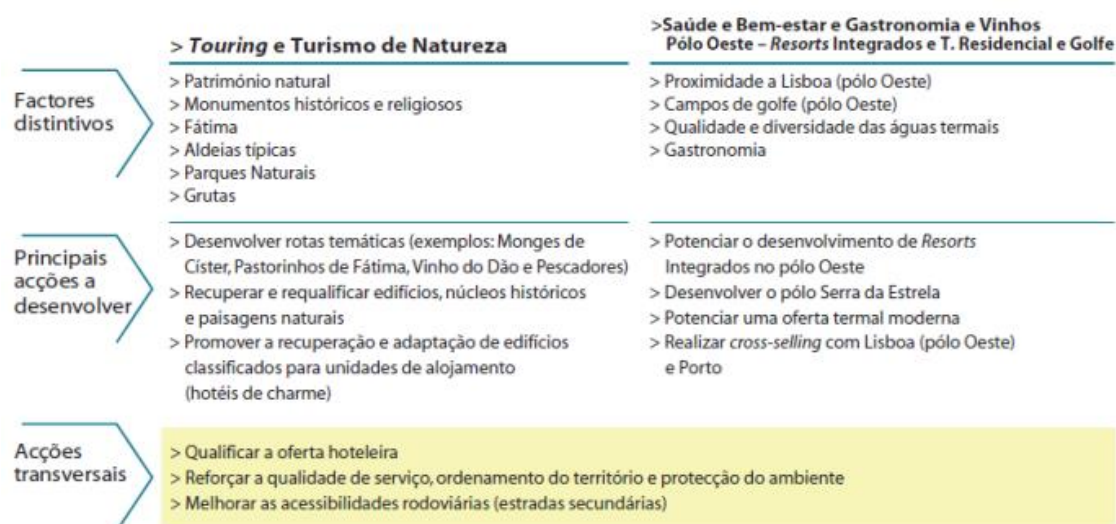 > Touring e Turismo de Natureza
>Saúde e Bem-estar e Gastronomia e Vinhos
Pólo Oeste – Resorts Integrados e T. Residencial e Golfe
Factores
distintivos
> Património natural
> Monumentos históricos e religiosos
> Fátima
> Aldeias típicas
> Parques Naturais
> Grutas
> Proximidade a Lisboa (pólo Oeste)
> Campos de golfe (pólo Oeste)
> Qualidade e diversidade das águas termais
> Gastronomia
Principais
acções a
desenvolver
> Desenvolver rotas temáticas (exemplos: Monges de
Císter, Pastorinhos de Fátima, Vinho do Dão e Pescadores)
> Recuperar e requalificar edifícios, núcleos históricos
e paisagens naturais
> Promover a recuperação e adaptação de edifícios
classificados para unidades de alojamento
(hotéis de charme)
> Potenciar o desenvolvimento de Resorts
Integrados no pólo Oeste
> Desenvolver o pólo Serra da Estrela
> Potenciar uma oferta termal moderna
> Realizar cross-selling com Lisboa (pólo Oeste)
e Porto
Acções
transversais
> Qualificar a oferta hoteleira
> Reforçar a qualidade de serviço, ordenamento do território e protecção do ambiente
> Melhorar as acessibilidades rodoviárias (estradas secundárias)